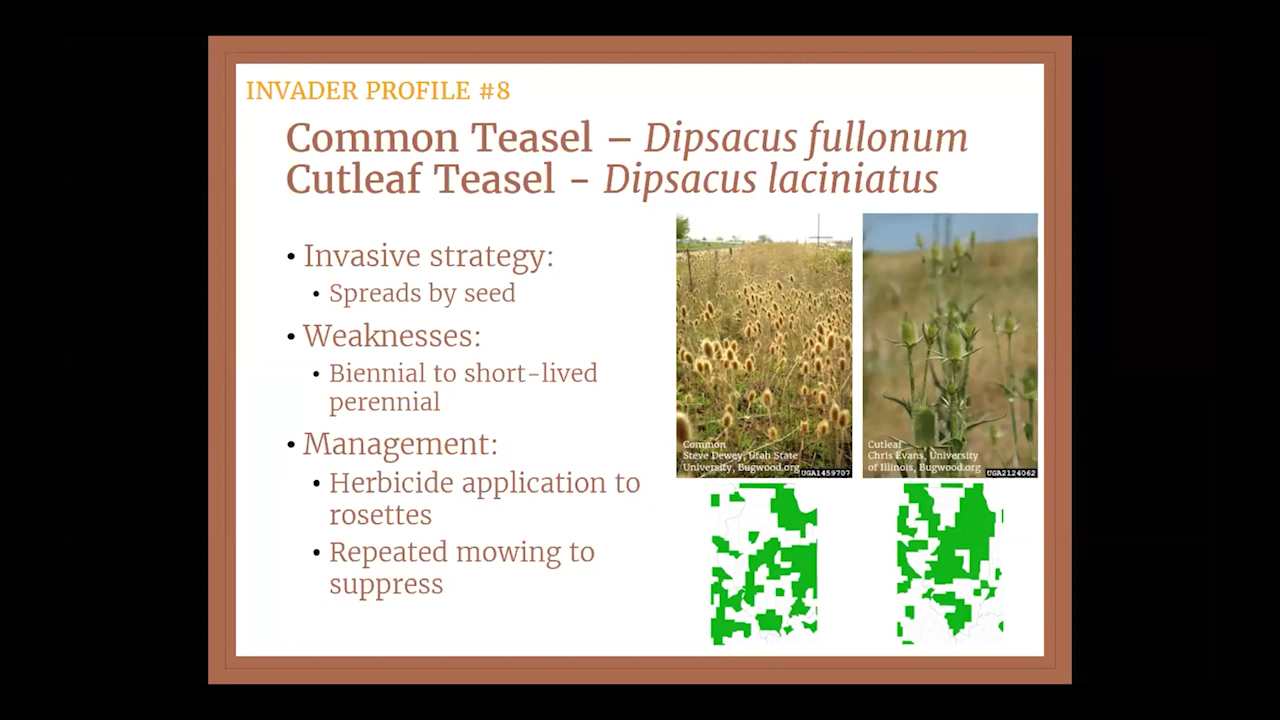 INVADER PROFILE #8
Common Teasel – Dipsacus fullonum
Cutleaf Teasel - Dipsacus laciniatus
• Invasive strategy:
• Spreads by seed
• Weaknesses:
• Biennial to short-lived
perennial
• Management:
• Herbicide application to
rosettes
• Repeated mowing to
suppress
Common
Steve Dewey, Utah State
University, Bugwood.org
UGA1459707
Cutleaf
Chris Evans, University
of Illinois, Bugwood.org
UGA2124062